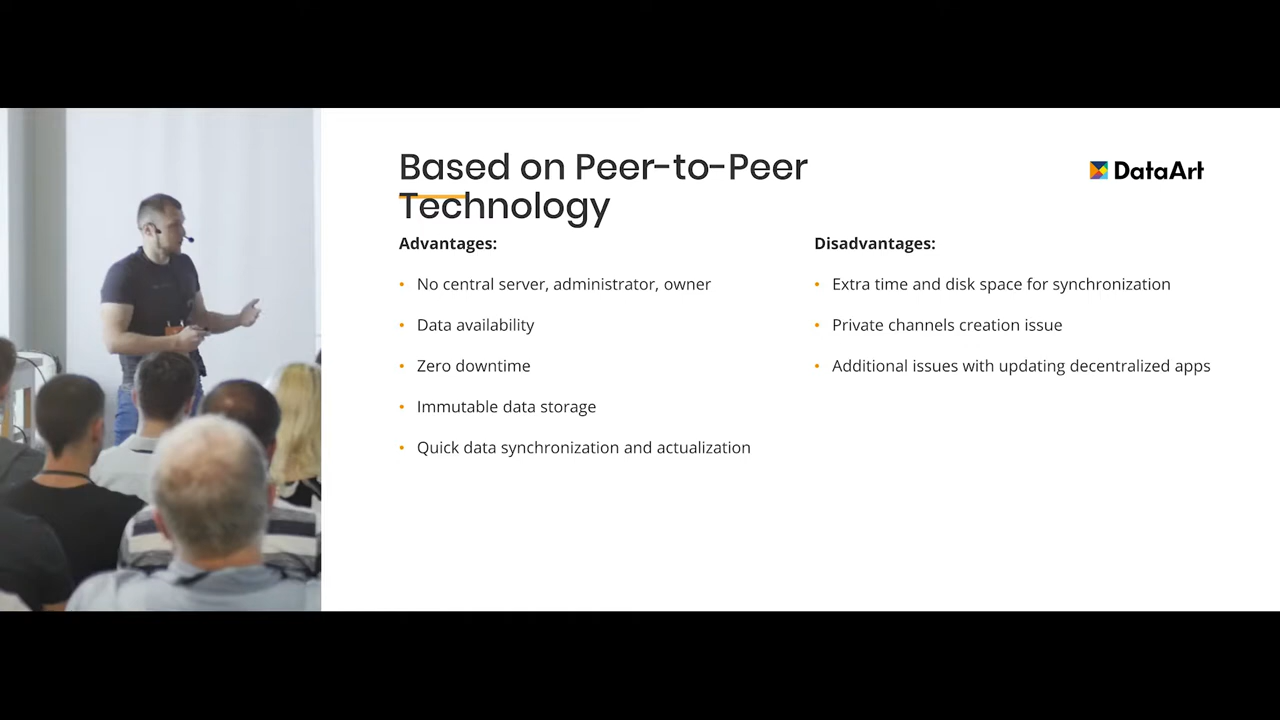 Based on Peer-to-Peer
Technology
DataArt
Advantages:
• No central server, administrator, owner
• Data availability
• Zero downtime
• Immutable data storage
• Quick data synchronization and actualization
Disadvantages:
• Extra time and disk space for synchronization
• Private channels creation issue
• Additional issues with updating decentralized apps